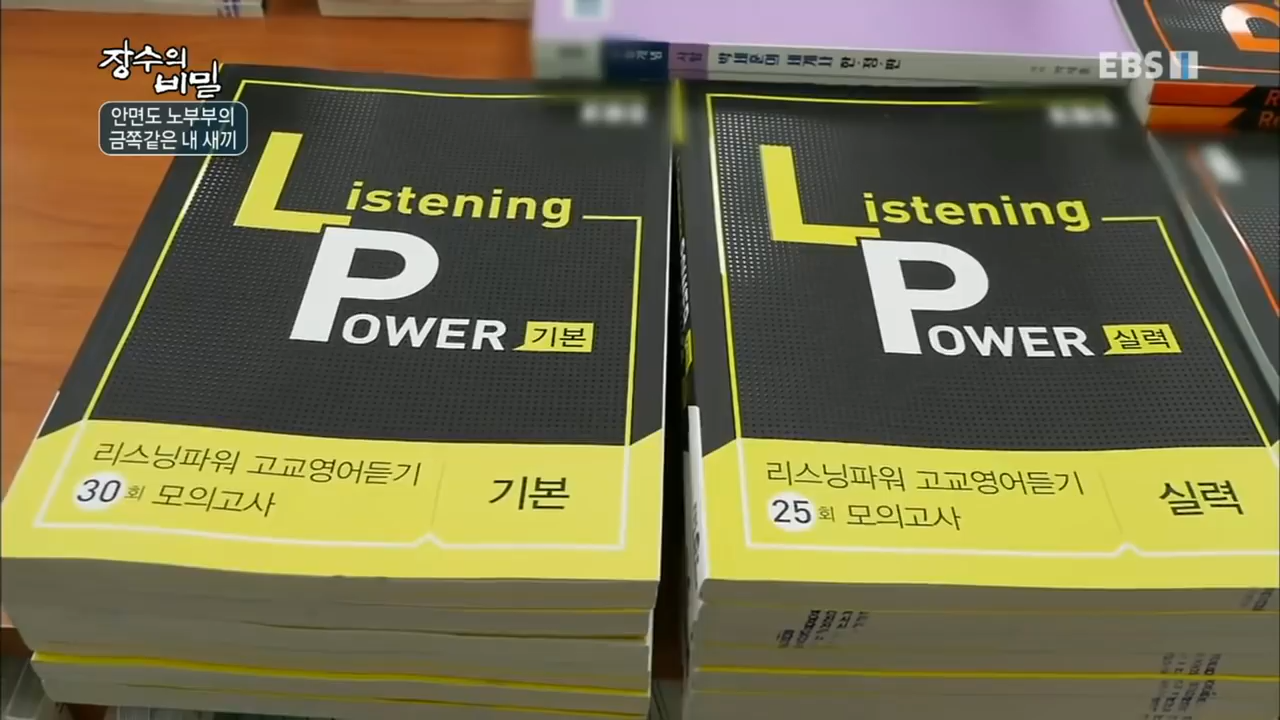 장수의
비밀
안면도 노부부의
금쪽같은 내 새끼
EBS 1
Listening
POWER 기본
리스닝파워 고교영어듣기
30회 모의고사
기본
Listening
POWER 실력
리스닝파워 고교영어듣기
25회 모의고사
실력